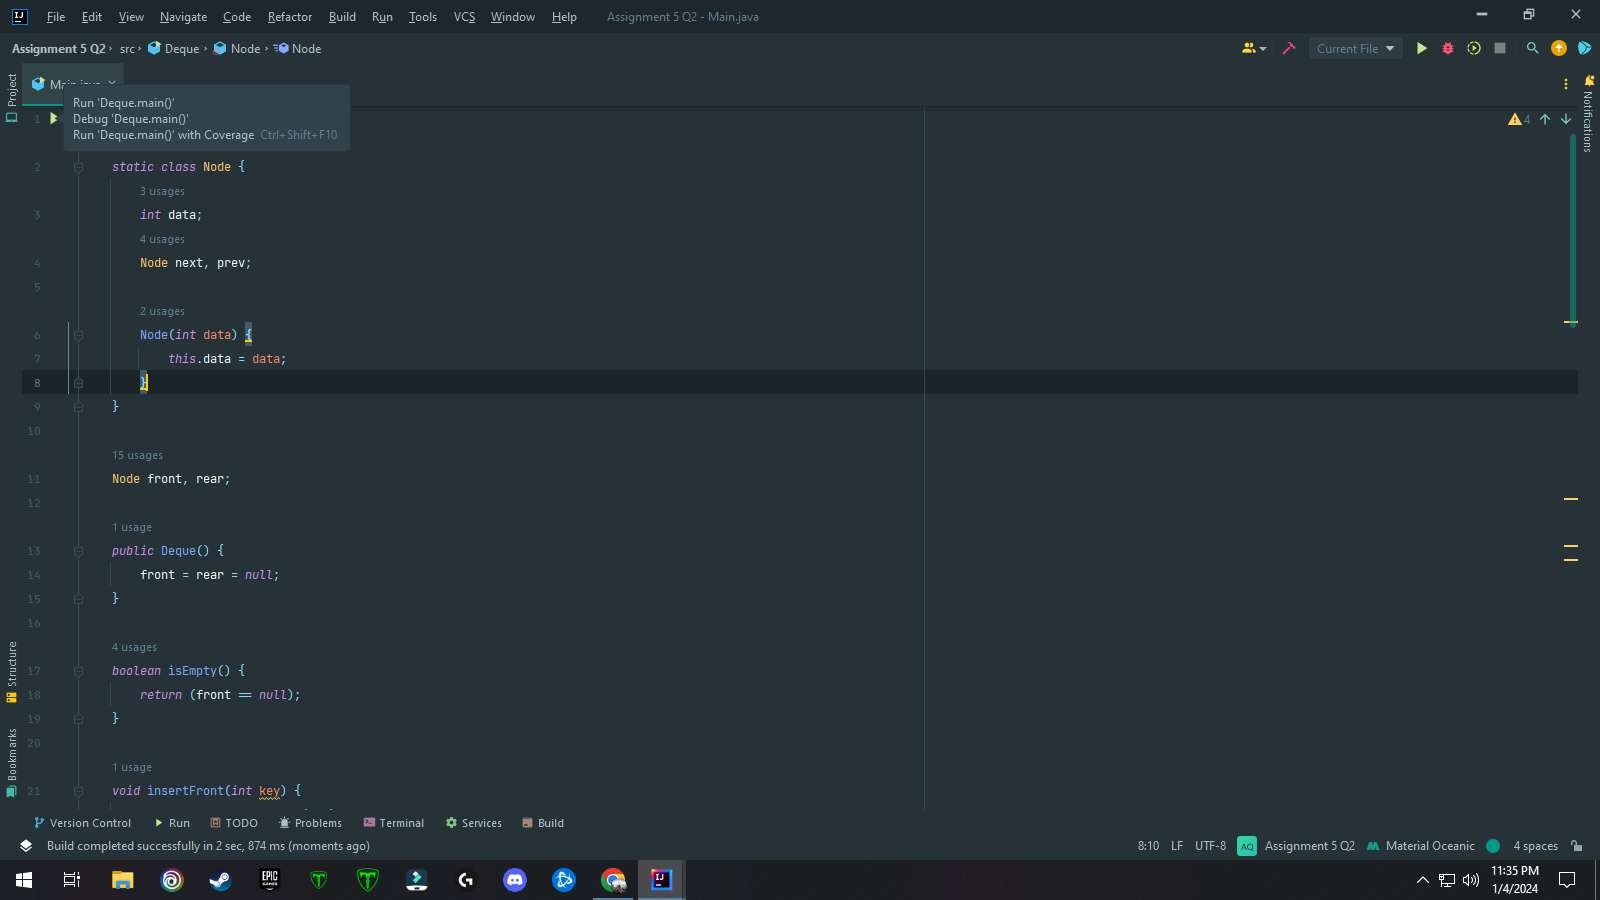 File Edit View Navigate Code Refactor Build Run Tools VCS Window Help Assignment 5 Q2 - Main.java
Assignment 5 Q2 src Deque Node Node Current File
Main.java
Project
Notifications
Run 'Deque.main()'
Debug 'Deque.main()'
Run 'Deque.main()' with Coverage Ctrl+Shift+F10
1
4
2 static class Node {
3 usages
3 int data;
4 usages
4 Node next, prev;
5
2 usages
6 Node(int data) {
7 this.data = data;
8 }
9 }
10
15 usages
11 Node front, rear;
12
1 usage
13 public Deque() {
14 front = rear = null;
15 }
16
4 usages
17 boolean isEmpty() {
18 return (front == null);
19 }
20
1 usage
21 void insertFront(int key) {
Structure
Bookmarks
Version Control Run TODO Problems Terminal Services Build
Build completed successfully in 2 sec, 874 ms (moments ago) 8:10 LF UTF-8 AQ Assignment 5 Q2 Material Oceanic 4 spaces
EPIC GAMES
IJ
11:35 PM
1/4/2024